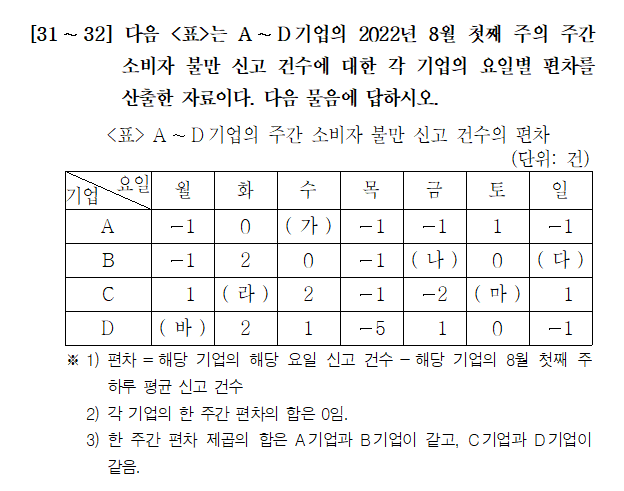 [31～32] 다음 <표>는 A～D기업의 2022년 8월 첫째 주의 주간
소비자 불만 신고 건수에 대한 각 기업의 요일별 편차를
산출한 자료이다. 다음 물음에 답하시오.
<표> A～D기업의 주간 소비자 불만 신고 건수의 편차
(단위: 건)
기업 요일 월 화 수 목 금 토 일
A -1 0 (가) -1 -1 1 -1
B -1 2 0 -1 (나) 0 (다)
C 1 (라) 2 -1 -2 (마) 1
D (바) 2 1 -5 1 0 -1
※ 1) 편차 = 해당 기업의 해당 요일 신고 건수 - 해당 기업의 8월 첫째 주
하루 평균 신고 건수
2) 각 기업의 한 주간 편차의 합은 0임.
3) 한 주간 편차 제곱의 합은 A기업과 B기업이 같고, C기업과 D기업이
같음.